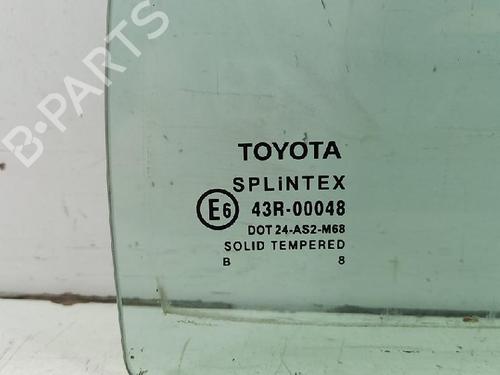 B-PARTS
TOYOTA
SPLiNTEX
E6 43R-00048
DOT 24-AS2-M68
SOLID TEMPERED
B 8